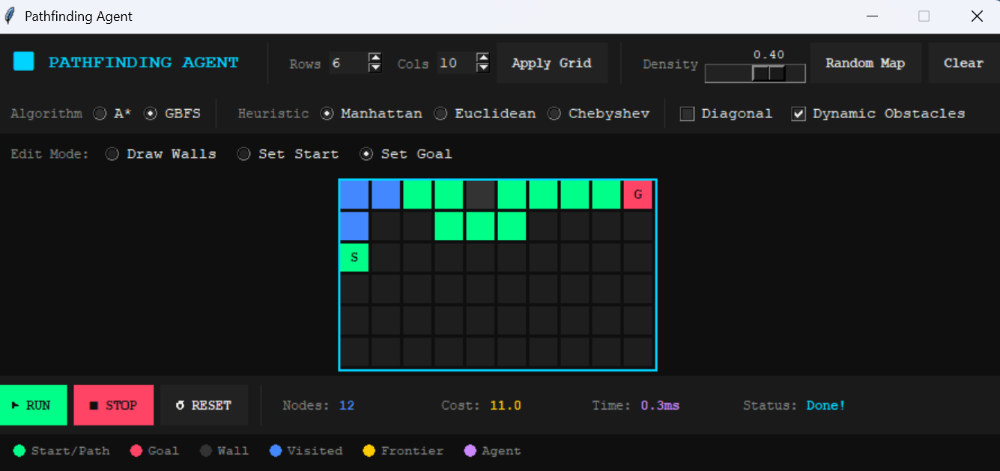 Pathfinding Agent
PATHFINDING AGENT Rows 6 Cols 10 Apply Grid Density 0.40 Random Map Clear
Algorithm A* GBFS Heuristic Manhattan Euclidean Chebyshev Diagonal Dynamic Obstacles
Edit Mode: Draw Walls Set Start Set Goal
G
S
► RUN ■ STOP ↺ RESET Nodes: 12 Cost: 11.0 Time: 0.3ms Status: Done!
Start/Path Goal Wall Visited Frontier Agent